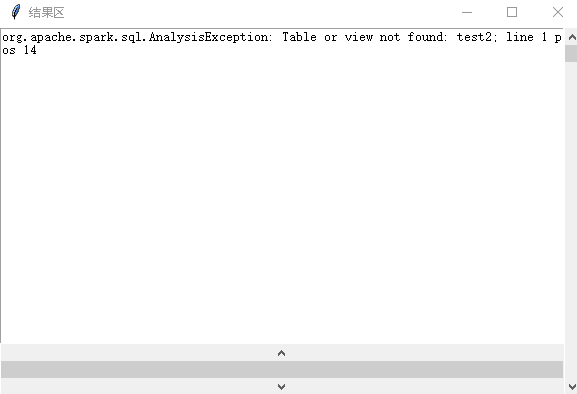 结果区
org.apache.spark.sql.AnalysisException: Table or view not found: test2; line 1 p
os 14